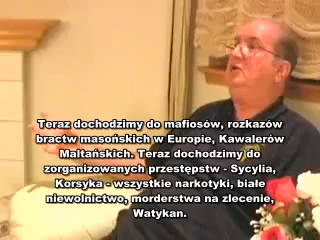 Teraz dochodzimy do mafiosów, rozkazów
bractw masońskich w Europie, Kawalerów
Maltańskich. Teraz dochodzimy do
zorganizowanych przestępstw - Sycylia,
Korsyka - wszystkie narkotyki, białe
niewolnictwo, morderstwa na zlecenie,
Watykan.